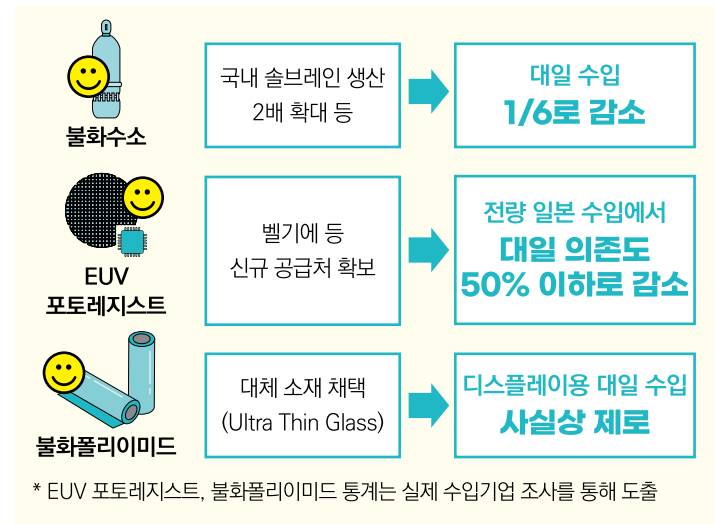 불화수소
국내 솔브레인 생산
2배 확대 등
대일 수입
1/6로 감소
EUV
포토레지스트
벨기에 등
신규 공급처 확보
전량 일본 수입에서
대일 의존도
50% 이하로 감소
불화폴리이미드
대체 소재 채택
(Ultra Thin Glass)
디스플레이용 대일 수입
사실상 제로
* EUV 포토레지스트, 불화폴리이미드 통계는 실제 수입기업 조사를 통해 도출